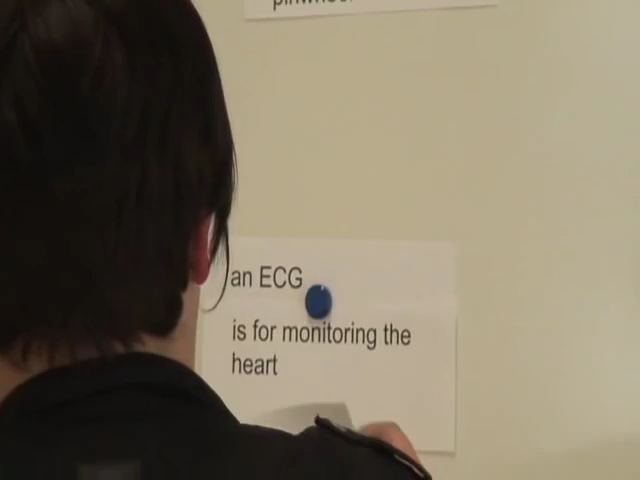 an ECG
is for monitoring the
heart